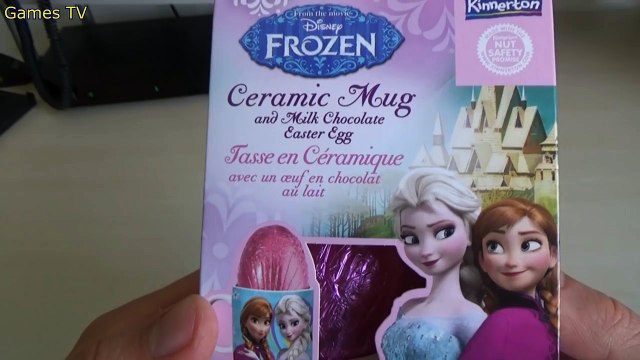 Games TV
From the movie
Disney
FROZEN
Kinnerton
NUT
SAFETY
PROMISE
Ceramic Mug
and Milk Chocolate
Easter Egg
Tasse en Céramique
avec un œuf en chocolat
au lait